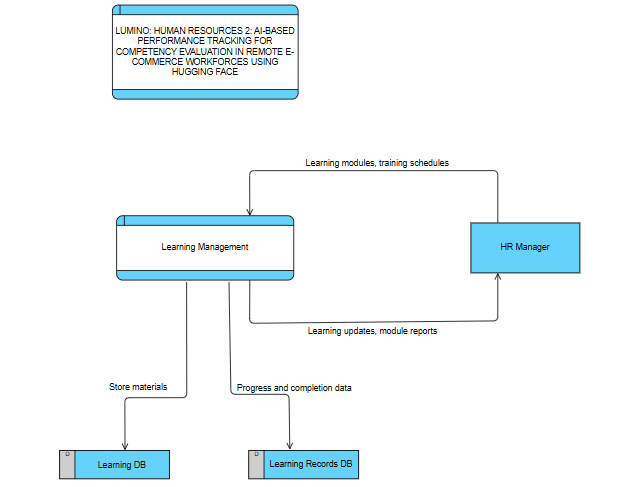 LUMINO: HUMAN RESOURCES 2: AI-BASED
PERFORMANCE TRACKING FOR
COMPETENCY EVALUATION IN REMOTE E-
COMMERCE WORKFORCES USING
HUGGING FACE
Learning modules, training schedules
Learning Management
HR Manager
Learning updates, module reports
Store materials
Progress and completion data
D
Learning DB
D
Learning Records DB